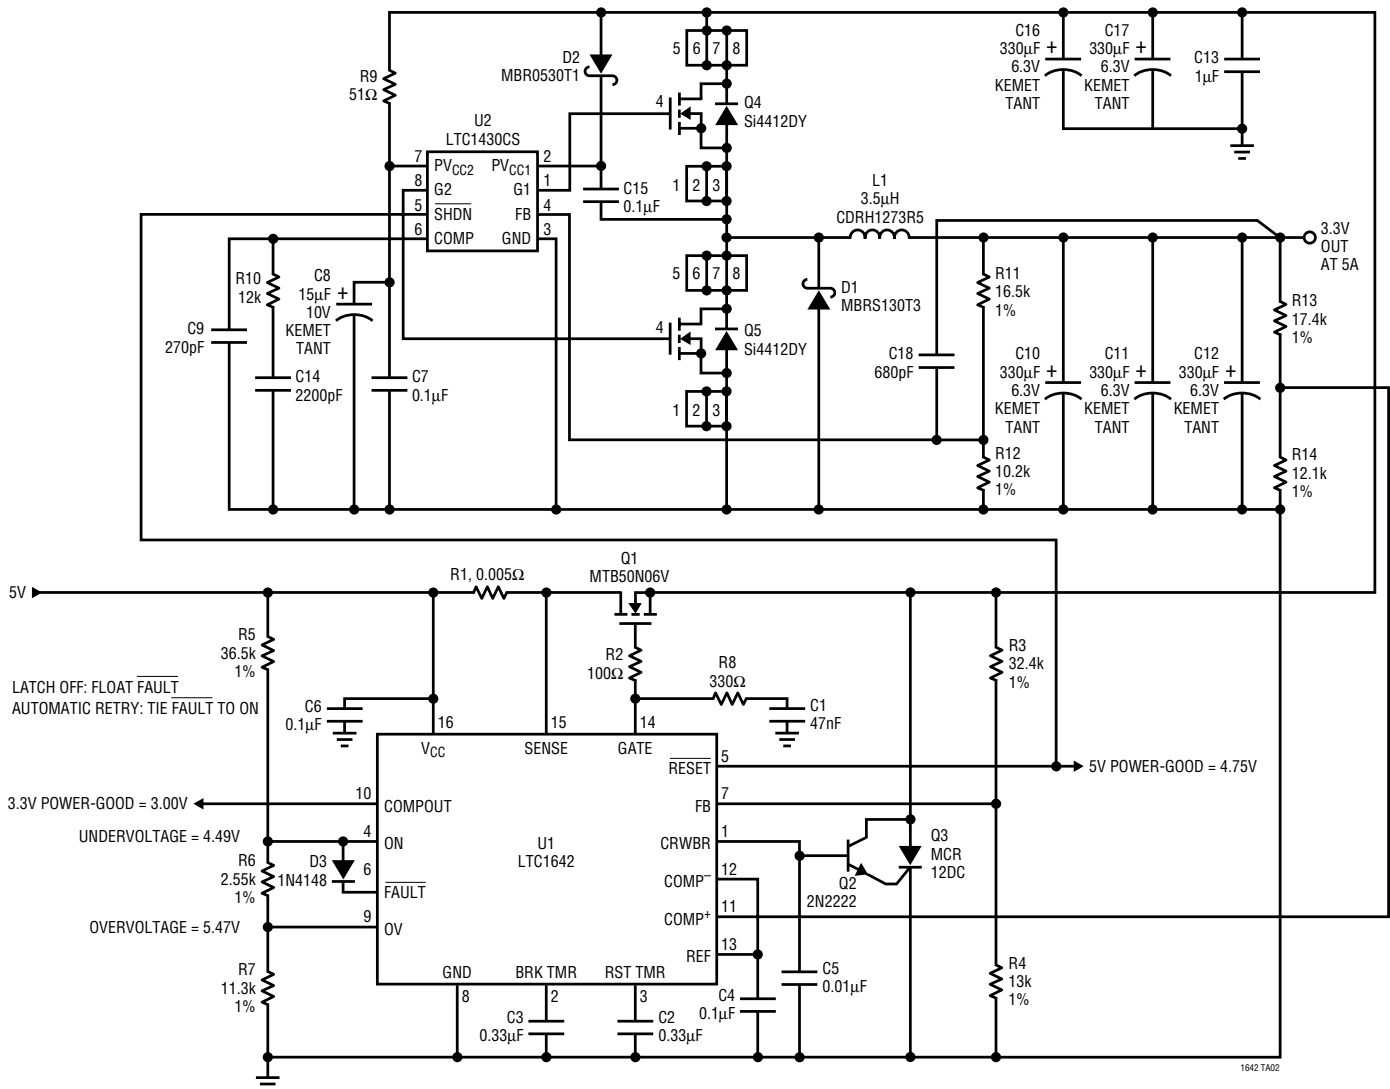 C16
330µF
6.3V
KEMET
TANT
+
C17
330µF
6.3V
KEMET
TANT
+
C13
1µF
D2
MBR0530T1
R9
51Ω
5 6 7 8
4
Q4
Si4412DY
1 2 3
U2
LTC1430CS
7 PVCC2
8 G2
5 SHDN
6 COMP
PVCC1 2
G1 1
FB 4
GND 3
C15
0.1µF
L1
3.5µH
CDRH1273R5
3.3V
OUT
AT 5A
R10
12k
C8
15µF
10V
KEMET
TANT
+
C9
270pF
C14
2200pF
C7
0.1µF
5 6 7 8
4
Q5
Si4412DY
1 2 3
D1
MBRS130T3
R11
16.5k
1%
C18
680pF
C10
330µF
6.3V
KEMET
TANT
+
C11
330µF
6.3V
KEMET
TANT
+
C12
330µF
6.3V
KEMET
TANT
+
R13
17.4k
1%
R12
10.2k
1%
R14
12.1k
1%
5V
R1, 0.005Ω
Q1
MTB50N06V
R5
36.5k
1%
R2
100Ω
R8
330Ω
R3
32.4k
1%
LATCH OFF: FLOAT FAULT
AUTOMATIC RETRY: TIE FAULT TO ON
C6
0.1µF
C1
47nF
16
VCC
15
SENSE
14
GATE
RESET 5
5V POWER-GOOD = 4.75V
3.3V POWER-GOOD = 3.00V
10 COMPOUT
FB 7
UNDERVOLTAGE = 4.49V
4 ON
U1
LTC1642
CRWBR 1
R6
2.55k
1%
D3
1N4148
6 FAULT
COMP– 12
Q2
2N2222
Q3
MCR
12DC
OVERVOLTAGE = 5.47V
9 OV
COMP+ 11
REF 13
R7
11.3k
1%
GND
8
BRK TMR
2
RST TMR
3
C3
0.33µF
C2
0.33µF
C4
0.1µF
C5
0.01µF
R4
13k
1%
1642 TA02